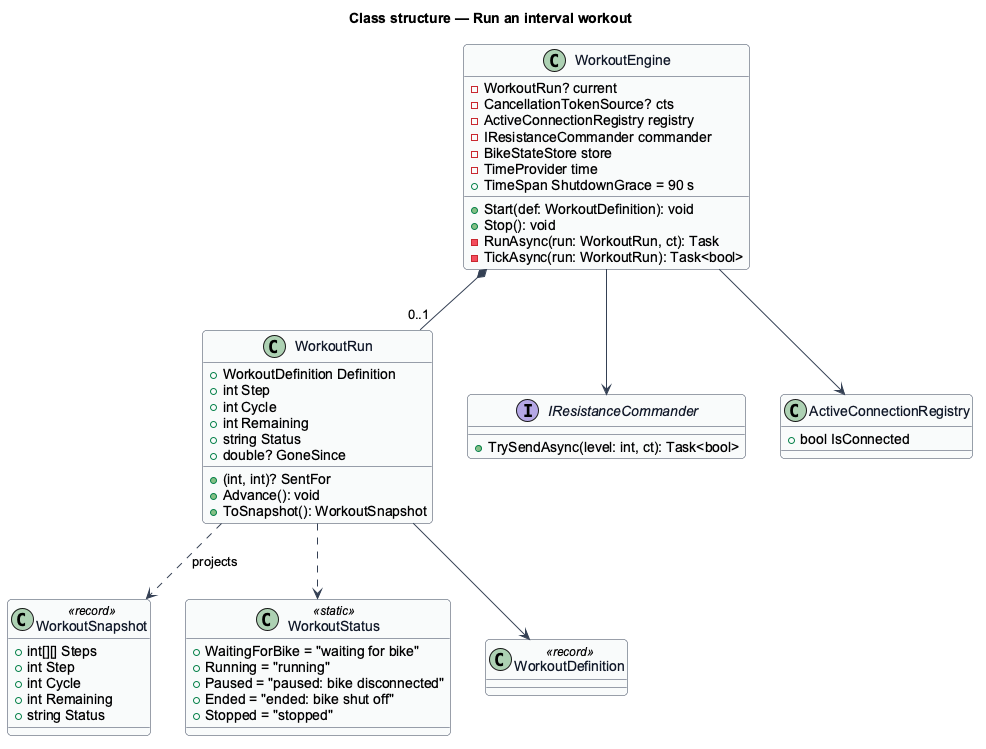 Class structure — Run an interval workout
C WorkoutEngine
WorkoutRun? current
CancellationTokenSource? cts
ActiveConnectionRegistry registry
IResistanceCommander commander
BikeStateStore store
TimeProvider time
TimeSpan ShutdownGrace = 90 s
Start(def: WorkoutDefinition): void
Stop(): void
RunAsync(run: WorkoutRun, ct): Task
TickAsync(run: WorkoutRun): Task<bool>
0..1
C WorkoutRun
WorkoutDefinition Definition
int Step
int Cycle
int Remaining
string Status
double? GoneSince
(int, int)? SentFor
Advance(): void
ToSnapshot(): WorkoutSnapshot
I IResistanceCommander
TrySendAsync(level: int, ct): Task<bool>
C ActiveConnectionRegistry
bool IsConnected
projects
C «record»
WorkoutSnapshot
int[][] Steps
int Step
int Cycle
int Remaining
string Status
C «static»
WorkoutStatus
WaitingForBike = "waiting for bike"
Running = "running"
Paused = "paused: bike disconnected"
Ended = "ended: bike shut off"
Stopped = "stopped"
C «record»
WorkoutDefinition